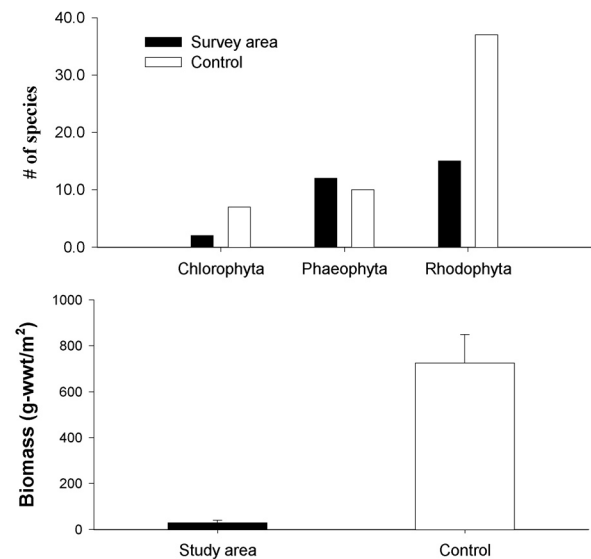 # of species
40.0
30.0
20.0
10.0
0.0
Survey area
Control
Chlorophyta Phaeophyta Rhodophyta
Biomass (g-wwt/m²)
1000
800
600
400
200
0
Study area Control